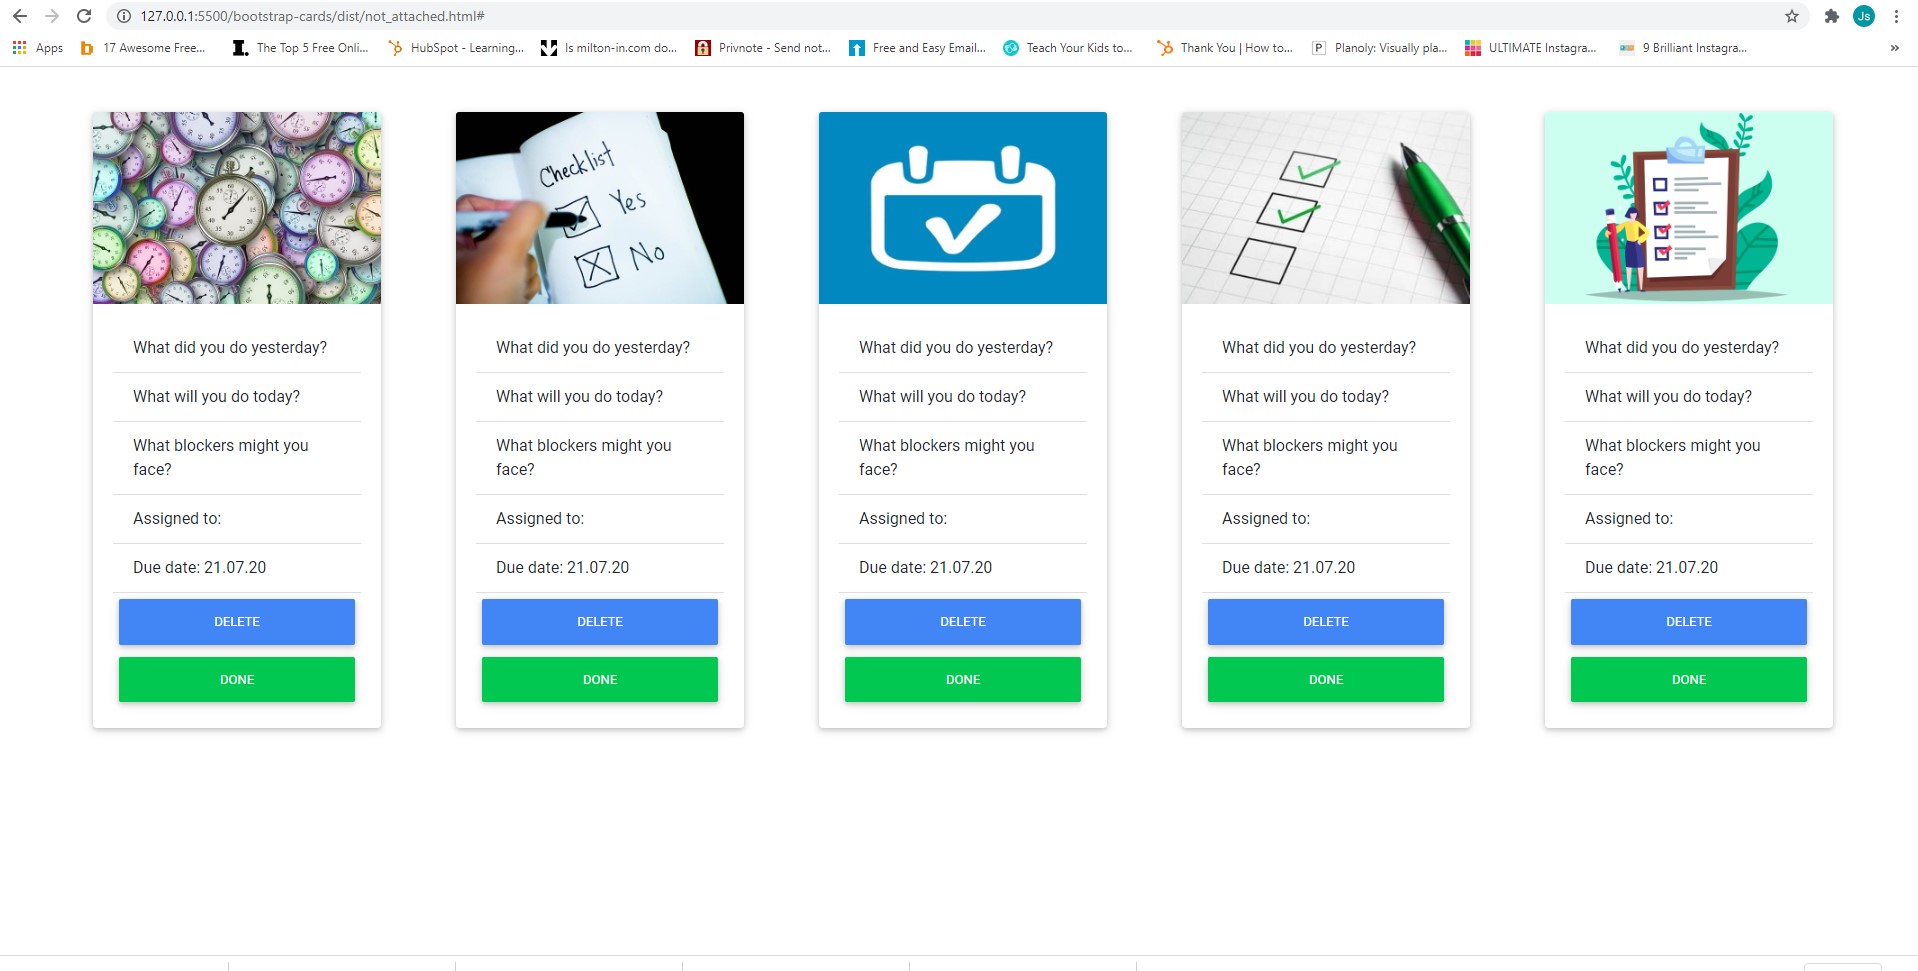 127.0.0.1:5500/bootstrap-cards/dist/not_attached.html#
Js
Apps
17 Awesome Free...
The Top 5 Free Onli...
HubSpot - Learning...
Is milton-in.com do...
Privnote - Send not...
Free and Easy Email...
Teach Your Kids to...
Thank You | How to...
P
Planoly: Visually pla...
ULTIMATE Instagra...
9 Brilliant Instagra...
»
Checklist
Yes
No
What did you do yesterday?
What will you do today?
What blockers might you
face?
Assigned to:
Due date: 21.07.20
DELETE
DONE
What did you do yesterday?
What will you do today?
What blockers might you
face?
Assigned to:
Due date: 21.07.20
DELETE
DONE
What did you do yesterday?
What will you do today?
What blockers might you
face?
Assigned to:
Due date: 21.07.20
DELETE
DONE
What did you do yesterday?
What will you do today?
What blockers might you
face?
Assigned to:
Due date: 21.07.20
DELETE
DONE
What did you do yesterday?
What will you do today?
What blockers might you
face?
Assigned to:
Due date: 21.07.20
DELETE
DONE